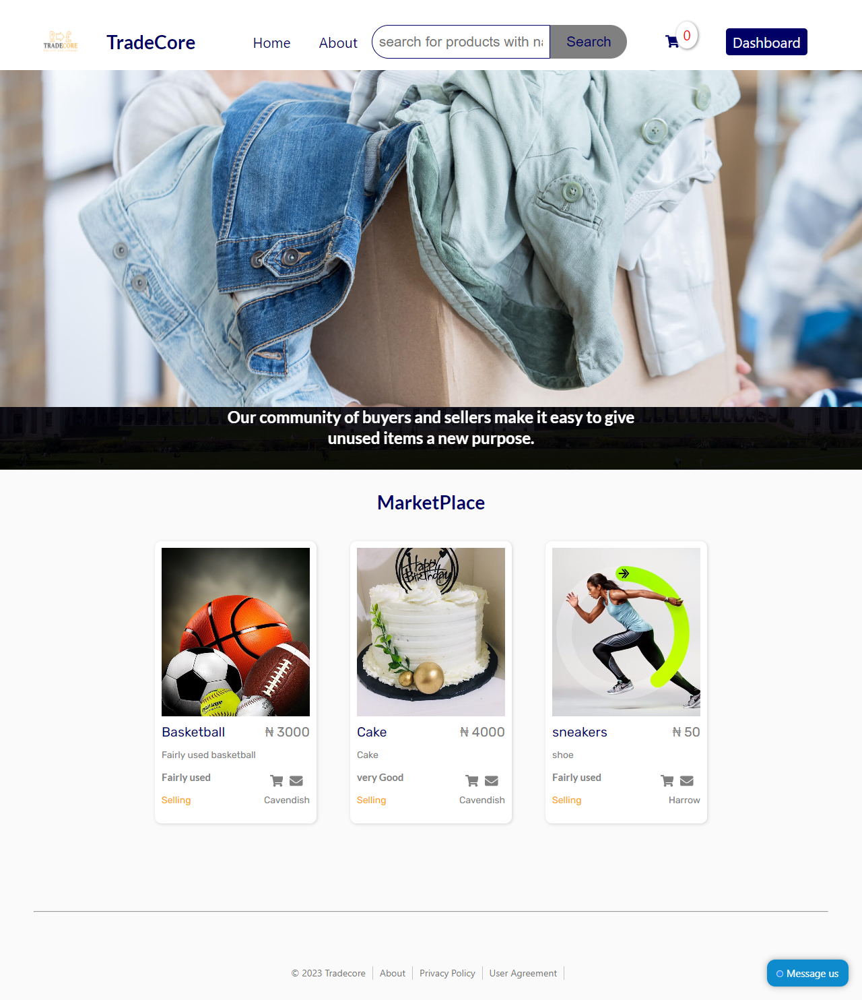 TRADECORE
TradeCore
Home
About
search for products with na
Search
0
Dashboard
Our community of buyers and sellers make it easy to give
unused items a new purpose.
MarketPlace
Happy
Birthday
Basketball ₦ 3000
Fairly used basketball
Fairly used
Selling Cavendish
Cake ₦ 4000
Cake
very Good
Selling Cavendish
sneakers ₦ 50
shoe
Fairly used
Selling Harrow
© 2023 Tradecore
About
Privacy Policy
User Agreement
Message us